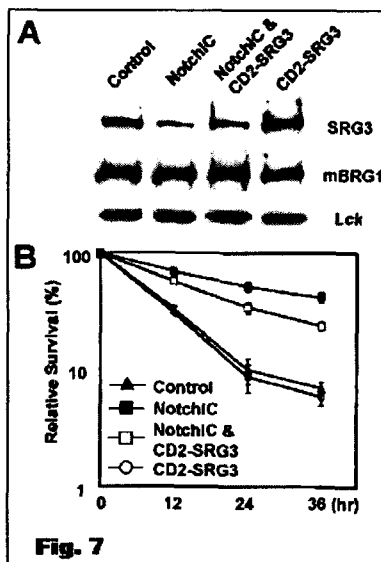 A
Control
NotchIC
NotchIC &
CD2-SRG3
CD2-SRG3
SRG3
mBRG1
Lck
B
100
10
1
Relative Survival (%)
Control
NotchIC
NotchIC &
CD2-SRG3
CD2-SRG3
0 12 24 36 (hr)
Fig. 7